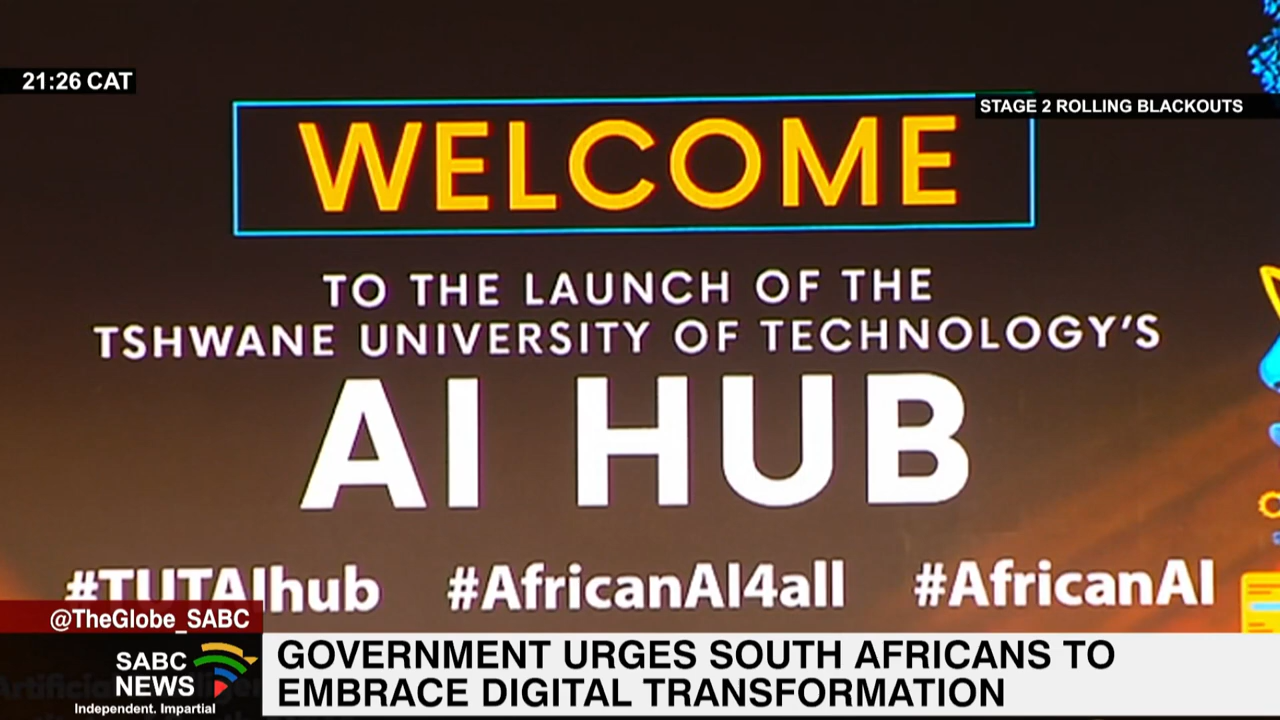 21:26 CAT
STAGE 2 ROLLING BLACKOUTS
WELCOME
TO THE LAUNCH OF THE
TSHWANE UNIVERSITY OF TECHNOLOGY'S
AI HUB
#TUTAIhub #AfricanAI4all #AfricanAI
@TheGlobe_SABC
SABC
NEWS
Independent. Impartial
GOVERNMENT URGES SOUTH AFRICANS TO
EMBRACE DIGITAL TRANSFORMATION